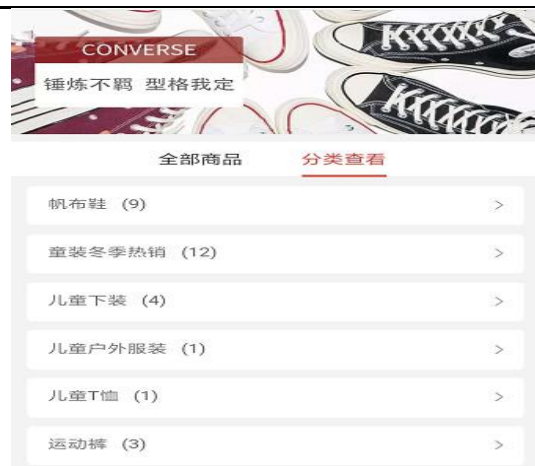 CONVERSE
锤炼不羁 型格我定
全部商品 分类查看
帆布鞋 (9) >
童装冬季热销 (12) >
儿童下装 (4) >
儿童户外服装 (1) >
儿童T恤 (1) >
运动裤 (3) >